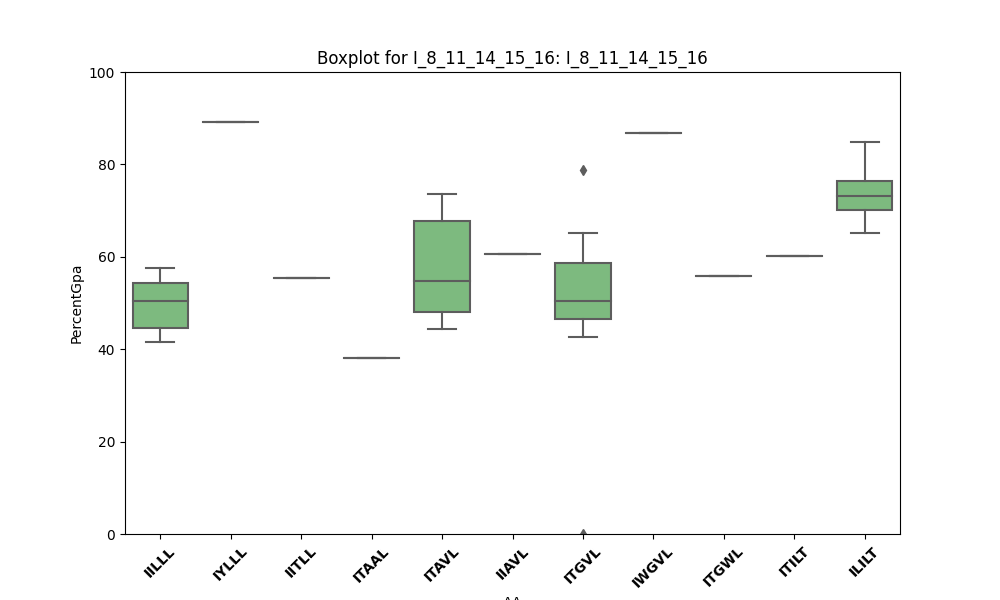 Boxplot for I_8_11_14_15_16: I_8_11_14_15_16
100
80
60
40
20
0
PercentGpa
IILLL
IYLLL
IITLL
ITAAL
ITAVL
IIAVL
ITGVL
IWGVL
ITGWL
ITILT
ILILT